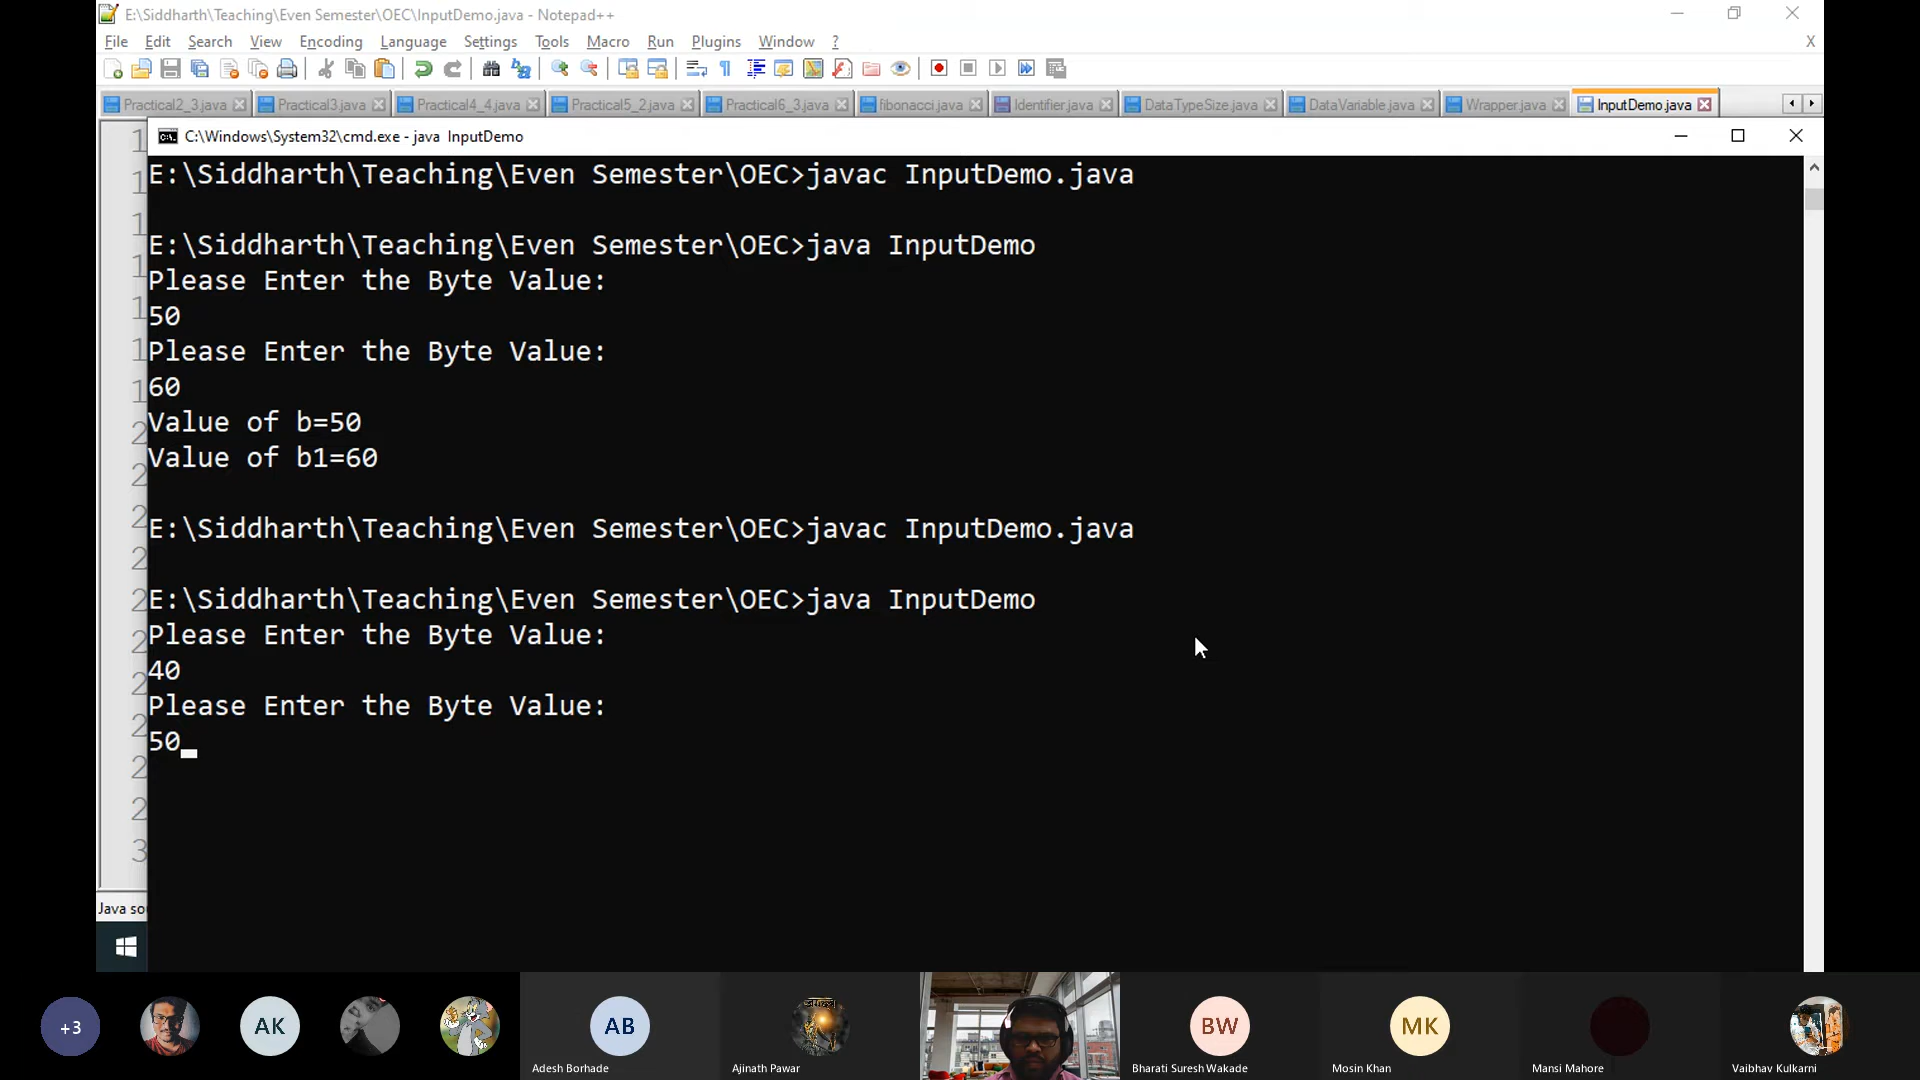 E:\Siddharth\Teaching\Even Semester\OEC\InputDemo.java - Notepad++
File Edit Search View Encoding Language Settings Tools Macro Run Plugins Window ? X
Practical2_3.java Practical3.java Practical4_4.java Practical5_2.java Practical6_3.java fibonacci.java Identifier.java DataTypeSize.java DataVariable.java Wrapper.java InputDemo.java
C:\Windows\System32\cmd.exe - java InputDemo
E:\Siddharth\Teaching\Even Semester\OEC>javac InputDemo.java
E:\Siddharth\Teaching\Even Semester\OEC>java InputDemo
Please Enter the Byte Value:
50
Please Enter the Byte Value:
60
Value of b=50
Value of b1=60
E:\Siddharth\Teaching\Even Semester\OEC>javac InputDemo.java
E:\Siddharth\Teaching\Even Semester\OEC>java InputDemo
Please Enter the Byte Value:
40
Please Enter the Byte Value:
50
Java so
+3 AK AB BW MK
Adesh Borhade Ajinath Pawar Bharati Suresh Wakade Mosin Khan Mansi Mahore Vaibhav Kulkarni